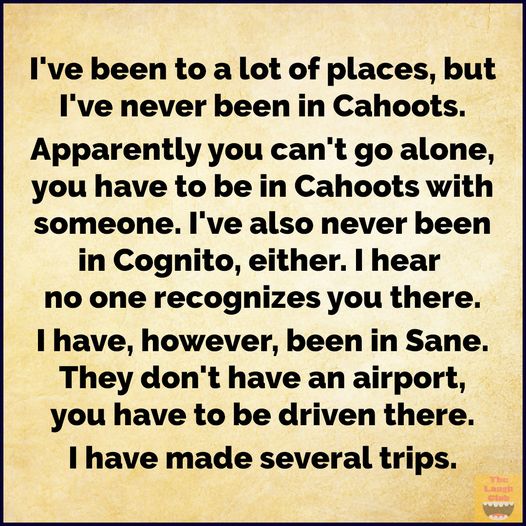 I've been to a lot of places, but
I've never been in Cahoots.
Apparently you can't go alone,
you have to be in Cahoots with
someone. I've also never been
in Cognito, either. I hear
no one recognizes you there.
I have, however, been in Sane.
They don't have an airport,
you have to be driven there.
I have made several trips.
The
Laugh
Club